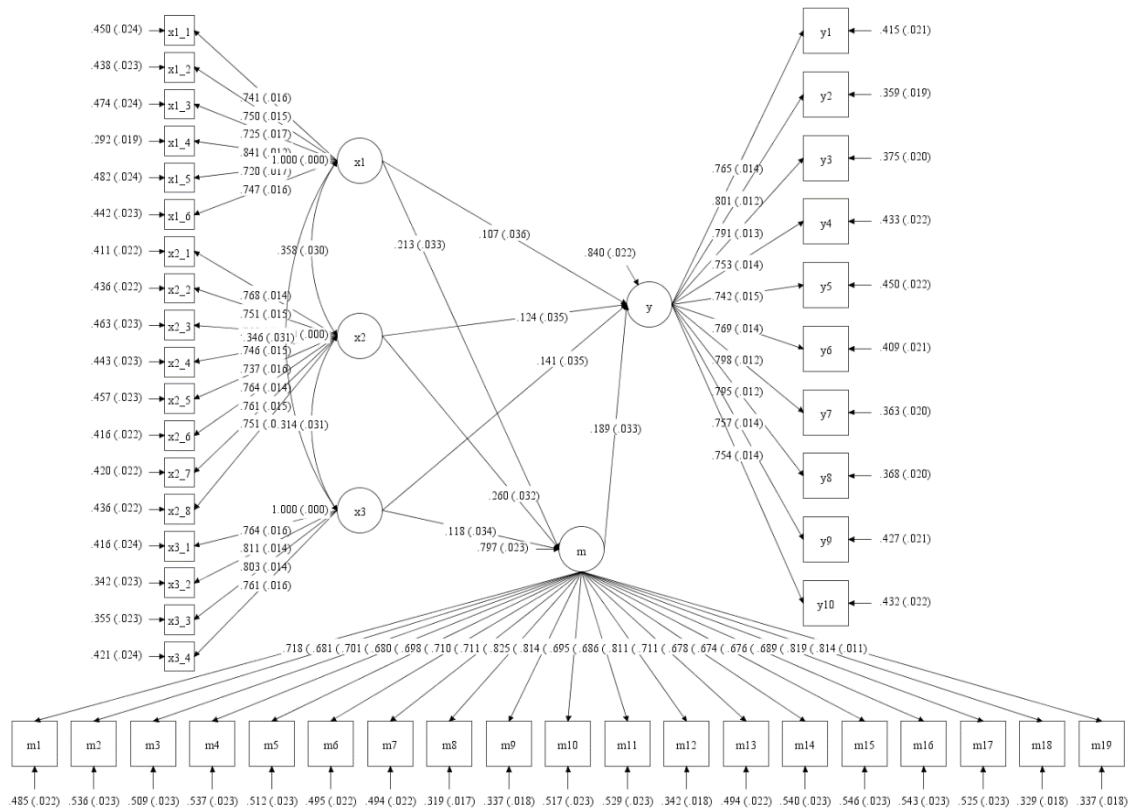 .450 (.024)
x1_1
.438 (.023)
x1_2
.474 (.024)
x1_3
.392 (.019)
x1_4
.482 (.024)
x1_5
.442 (.023)
x1_6
.411 (.022)
x2_1
.436 (.022)
x2_2
.463 (.023)
x2_3
.443 (.023)
x2_4
.457 (.023)
x2_5
.416 (.022)
x2_6
.420 (.022)
x2_7
.436 (.022)
x2_8
.416 (.024)
x3_1
.342 (.023)
x3_2
.355 (.023)
x3_3
.421 (.024)
x3_4
.741 (.016)
.750 (.015)
.725 (.017)
.841
1.000 (.000)
.720 (.017)
.747 (.016)
x1
.358 (.030)
.768 (.014)
.751 (.015)
.346 (.031)
(.000)
.746 (.015)
.737 (.016)
.764 (.014)
.761 (.015)
.751
.314 (.031)
x2
1.000 (.000)
.764 (.016)
.811 (.014)
.803 (.014)
.761 (.016)
x3
.107 (.036)
.213 (.033)
.840 (.022)
.124 (.035)
.141 (.035)
.189 (.033)
.260 (.032)
.118 (.034)
.797 (.023)
y
m
.765 (.014)
.801 (.012)
.791 (.013)
.753 (.014)
.742 (.015)
.769 (.014)
.798 (.012)
.795 (.012)
.757 (.014)
.754 (.014)
y1
.415 (.021)
y2
.359 (.019)
y3
.375 (.020)
y4
.433 (.022)
y5
.450 (.022)
y6
.409 (.021)
y7
.363 (.020)
y8
.368 (.020)
y9
.427 (.021)
y10
.432 (.022)
.718 (.681 (.701 (.680 (.698 (.710 (.711 (.825 (.814 (.695 (.686 (.811 (.711 (.678 (.674 (.676 (.689 (.819 (.814 (.011)
m1 m2 m3 m4 m5 m6 m7 m8 m9 m10 m11 m12 m13 m14 m15 m16 m17 m18 m19
.485 (.022) .536 (.023) .509 (.023) .537 (.023) .512 (.023) .495 (.022) .494 (.022) .319 (.017) .337 (.018) .517 (.023) .529 (.023) .342 (.018) .494 (.022) .540 (.023) .546 (.023) .543 (.023) .525 (.023) .329 (.018) .337 (.018)